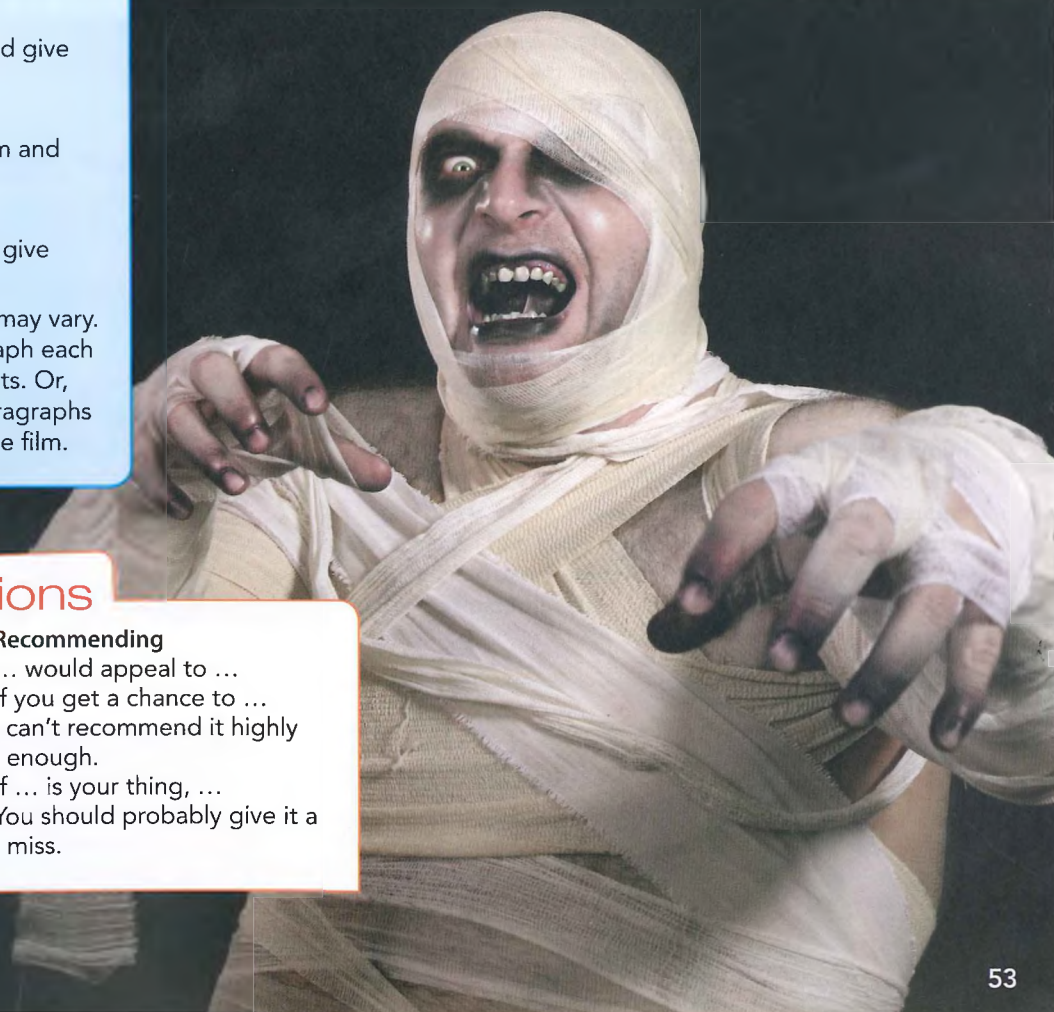 d give
m and
give
may vary.
aph each
ts. Or,
ragraphs
e film.
ions
Recommending
... would appeal to ...
f you get a chance to ...
can't recommend it highly
enough.
f ... is your thing, ...
You should probably give it a
miss.
53